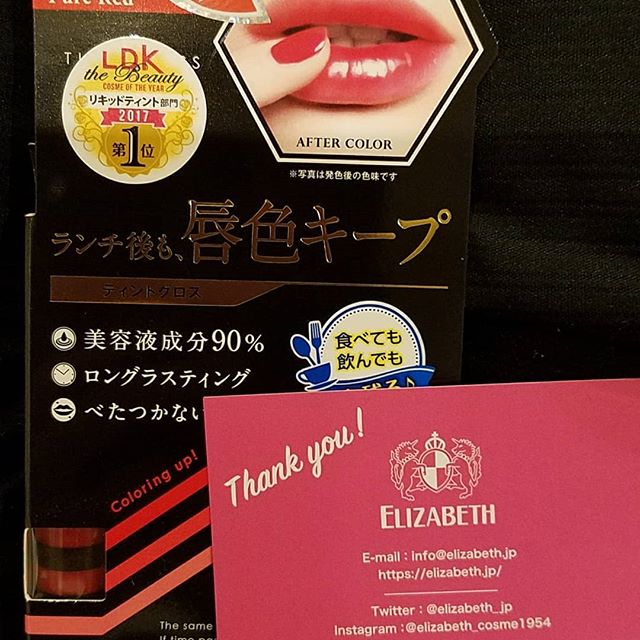 Pure Red
LDK
the Beauty
COSME OF THE YEAR
リキッドティント部門
2017
第1位
AFTER COLOR
※写真は発色後の色味です
ランチ後も、唇色キープ
ティントグロス
美容液成分90%
ロングラスティング
べたつかない
食べても
飲んでも
Coloring up!
The same
If time pa
Thank you!
ELIZABETH
E-mail : info@elizabeth.jp
https://elizabeth.jp/
Twitter : @elizabeth_jp
Instagram : @elizabeth_cosme1954